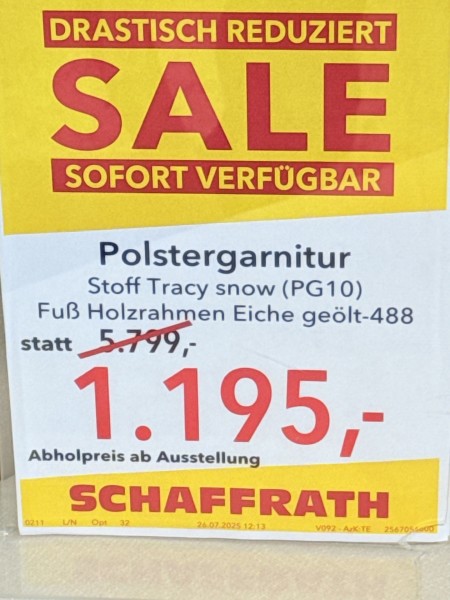 DRASTISCH REDUZIERT
SALE
SOFORT VERFÜGBAR
Polstergarnitur
Stoff Tracy snow (PG10)
Fuß Holzrahmen Eiche geölt-488
statt 5.799,-
1.195,-
Abholpreis ab Ausstellung
SCHAFFRATH
0211 L/N Opt 32 26.07.2025 12:13 V092 - ArK-TE